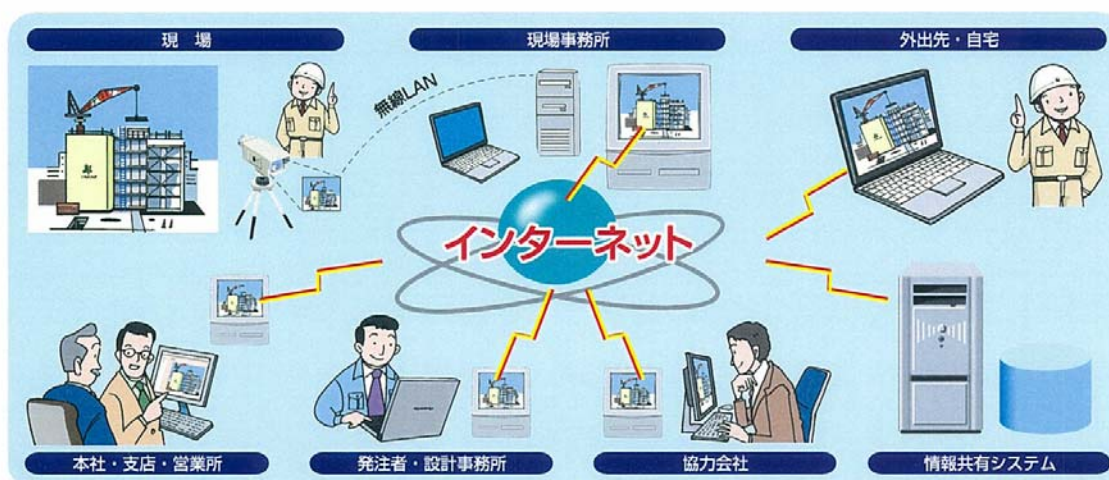 現　場
現場事務所
外出先・自宅
無線LAN
インターネット
本社・支店・営業所
発注者・設計事務所
協力会社
情報共有システム